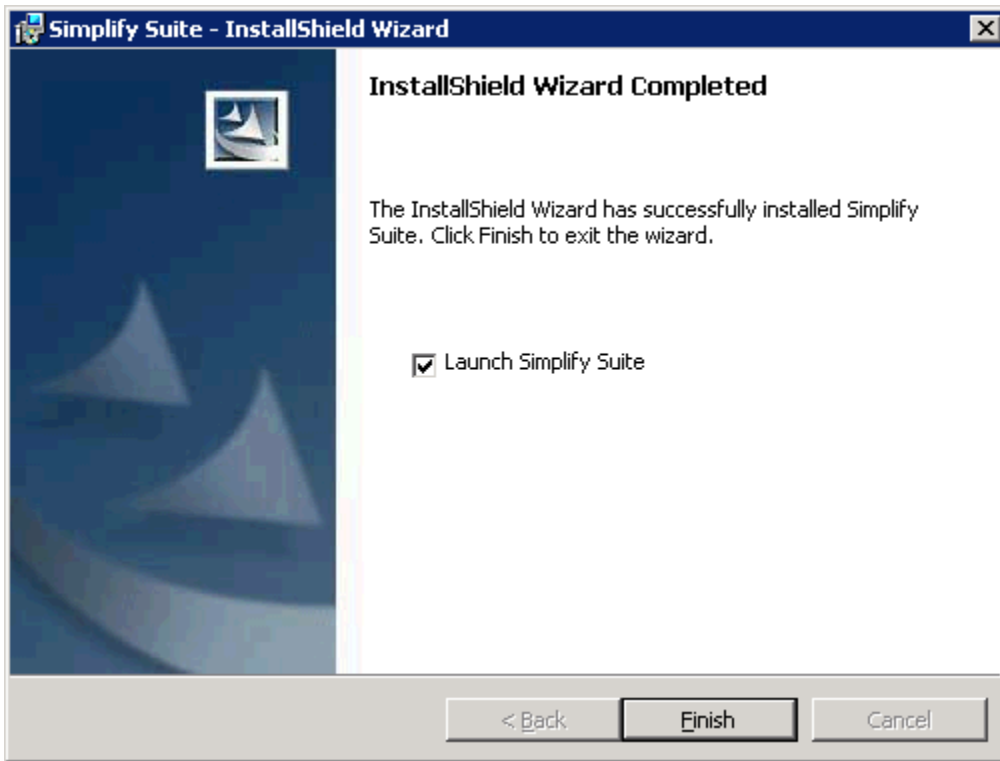 Simplify Suite - InstallShield Wizard
InstallShield Wizard Completed
The InstallShield Wizard has successfully installed Simplify
Suite. Click Finish to exit the wizard.
Launch Simplify Suite
< Back
Finish
Cancel